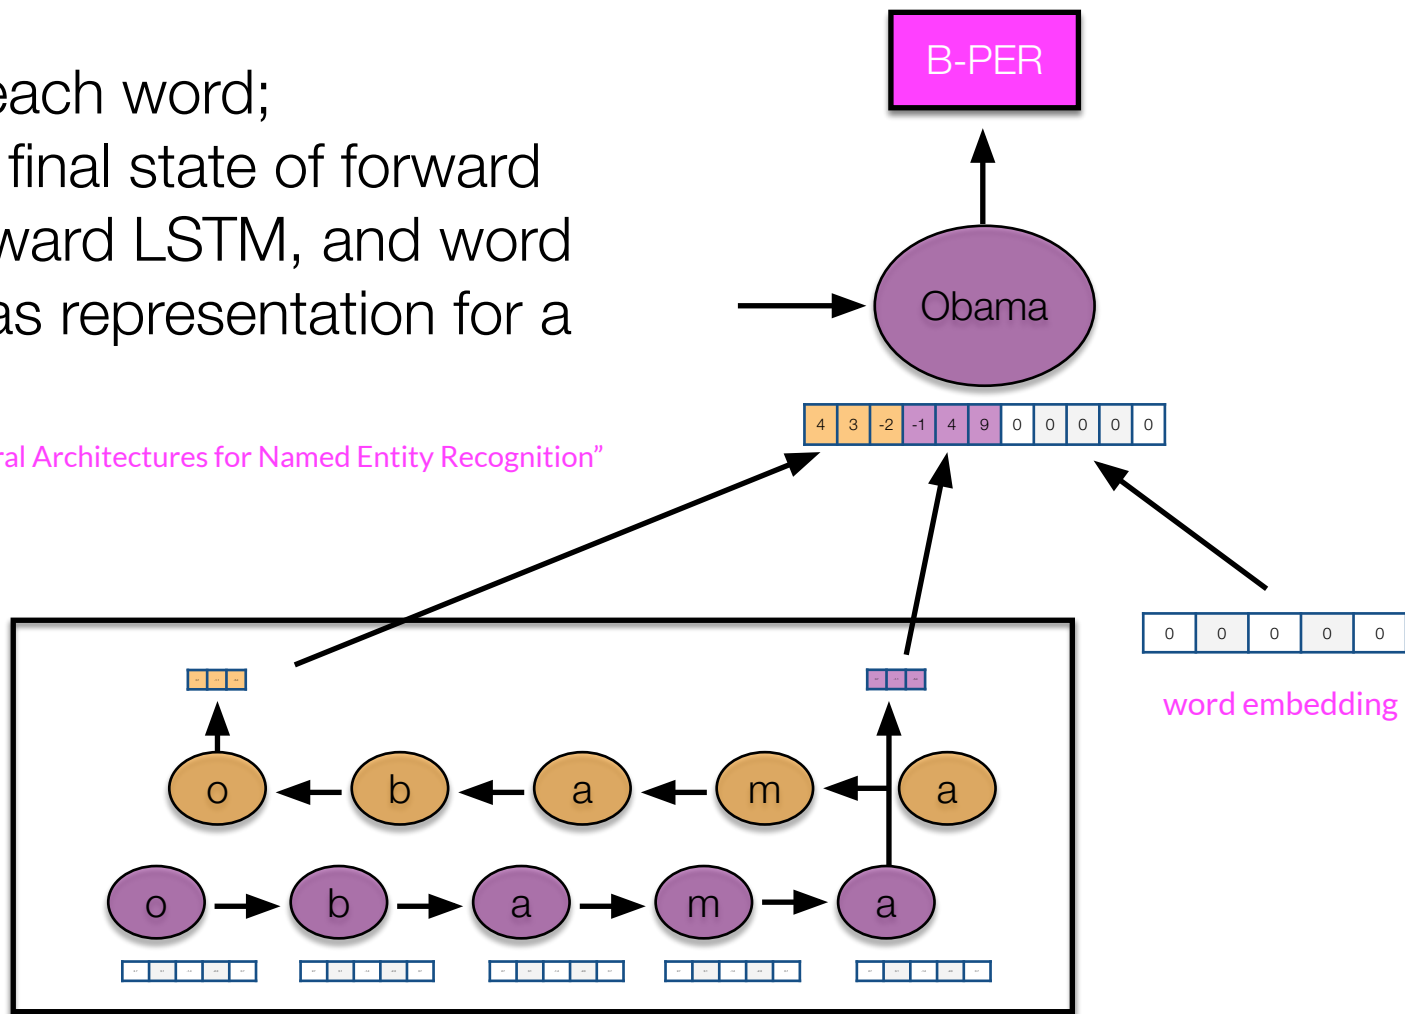 B-PER
each word;
final state of forward
ward LSTM, and word
as representation for a
Obama
4 3 -2 -1 4 9 0 0 0 0 0
ral Architectures for Named Entity Recognition”
0 0 0 0 0
word embedding
o b a m a
o b a m a